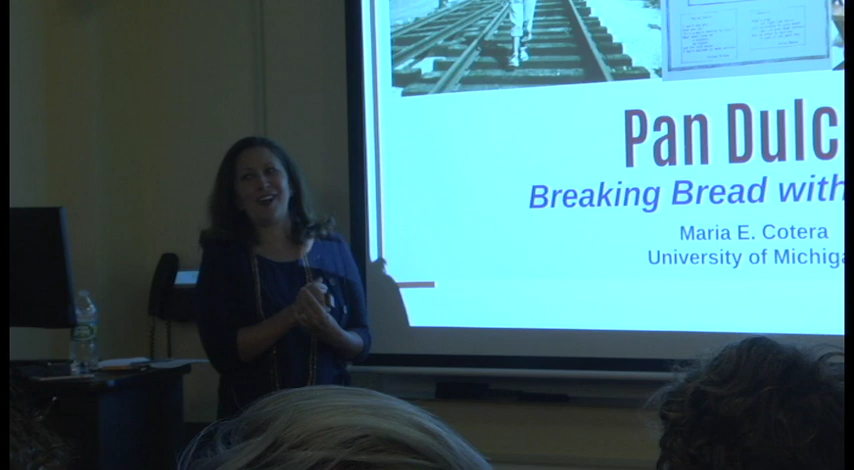 Pan Dulc
Breaking Bread with
Maria E. Cotera
University of Michiga